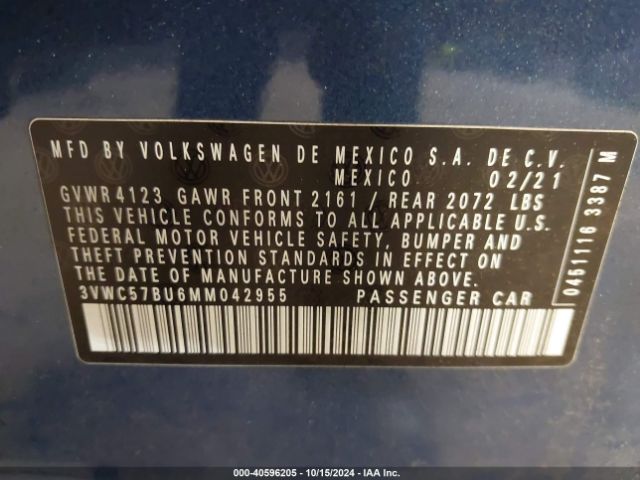 MFD BY VOLKSWAGEN DE MEXICO S.A. DE C.V.
MEXICO 02/21
GVWR 4123 GAWR FRONT 2161 / REAR 2072 LBS
THIS VEHICLE CONFORMS TO ALL APPLICABLE U.S.
FEDERAL MOTOR VEHICLE SAFETY, BUMPER AND
THEFT PREVENTION STANDARDS IN EFFECT ON
THE DATE OF MANUFACTURE SHOWN ABOVE.
3VWC57BU6MM042955 PASSENGER CAR
0451116 3387 M
000-40596205 - 10/15/2024 - IAA Inc.